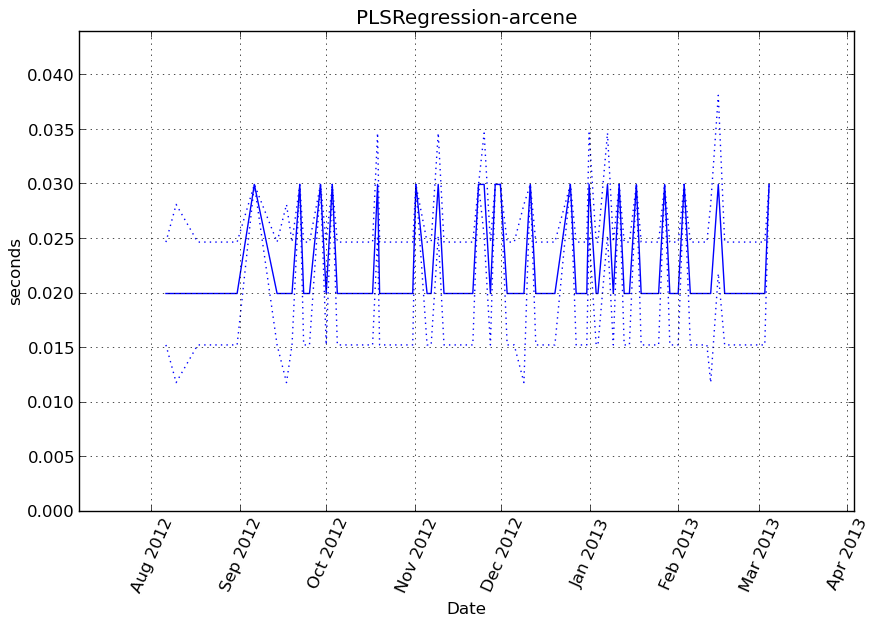 PLSRegression-arcene
0.040
0.035
0.030
0.025
0.020
0.015
0.010
0.005
0.000
seconds
Aug 2012
Sep 2012
Oct 2012
Nov 2012
Dec 2012
Jan 2013
Feb 2013
Mar 2013
Apr 2013
Date